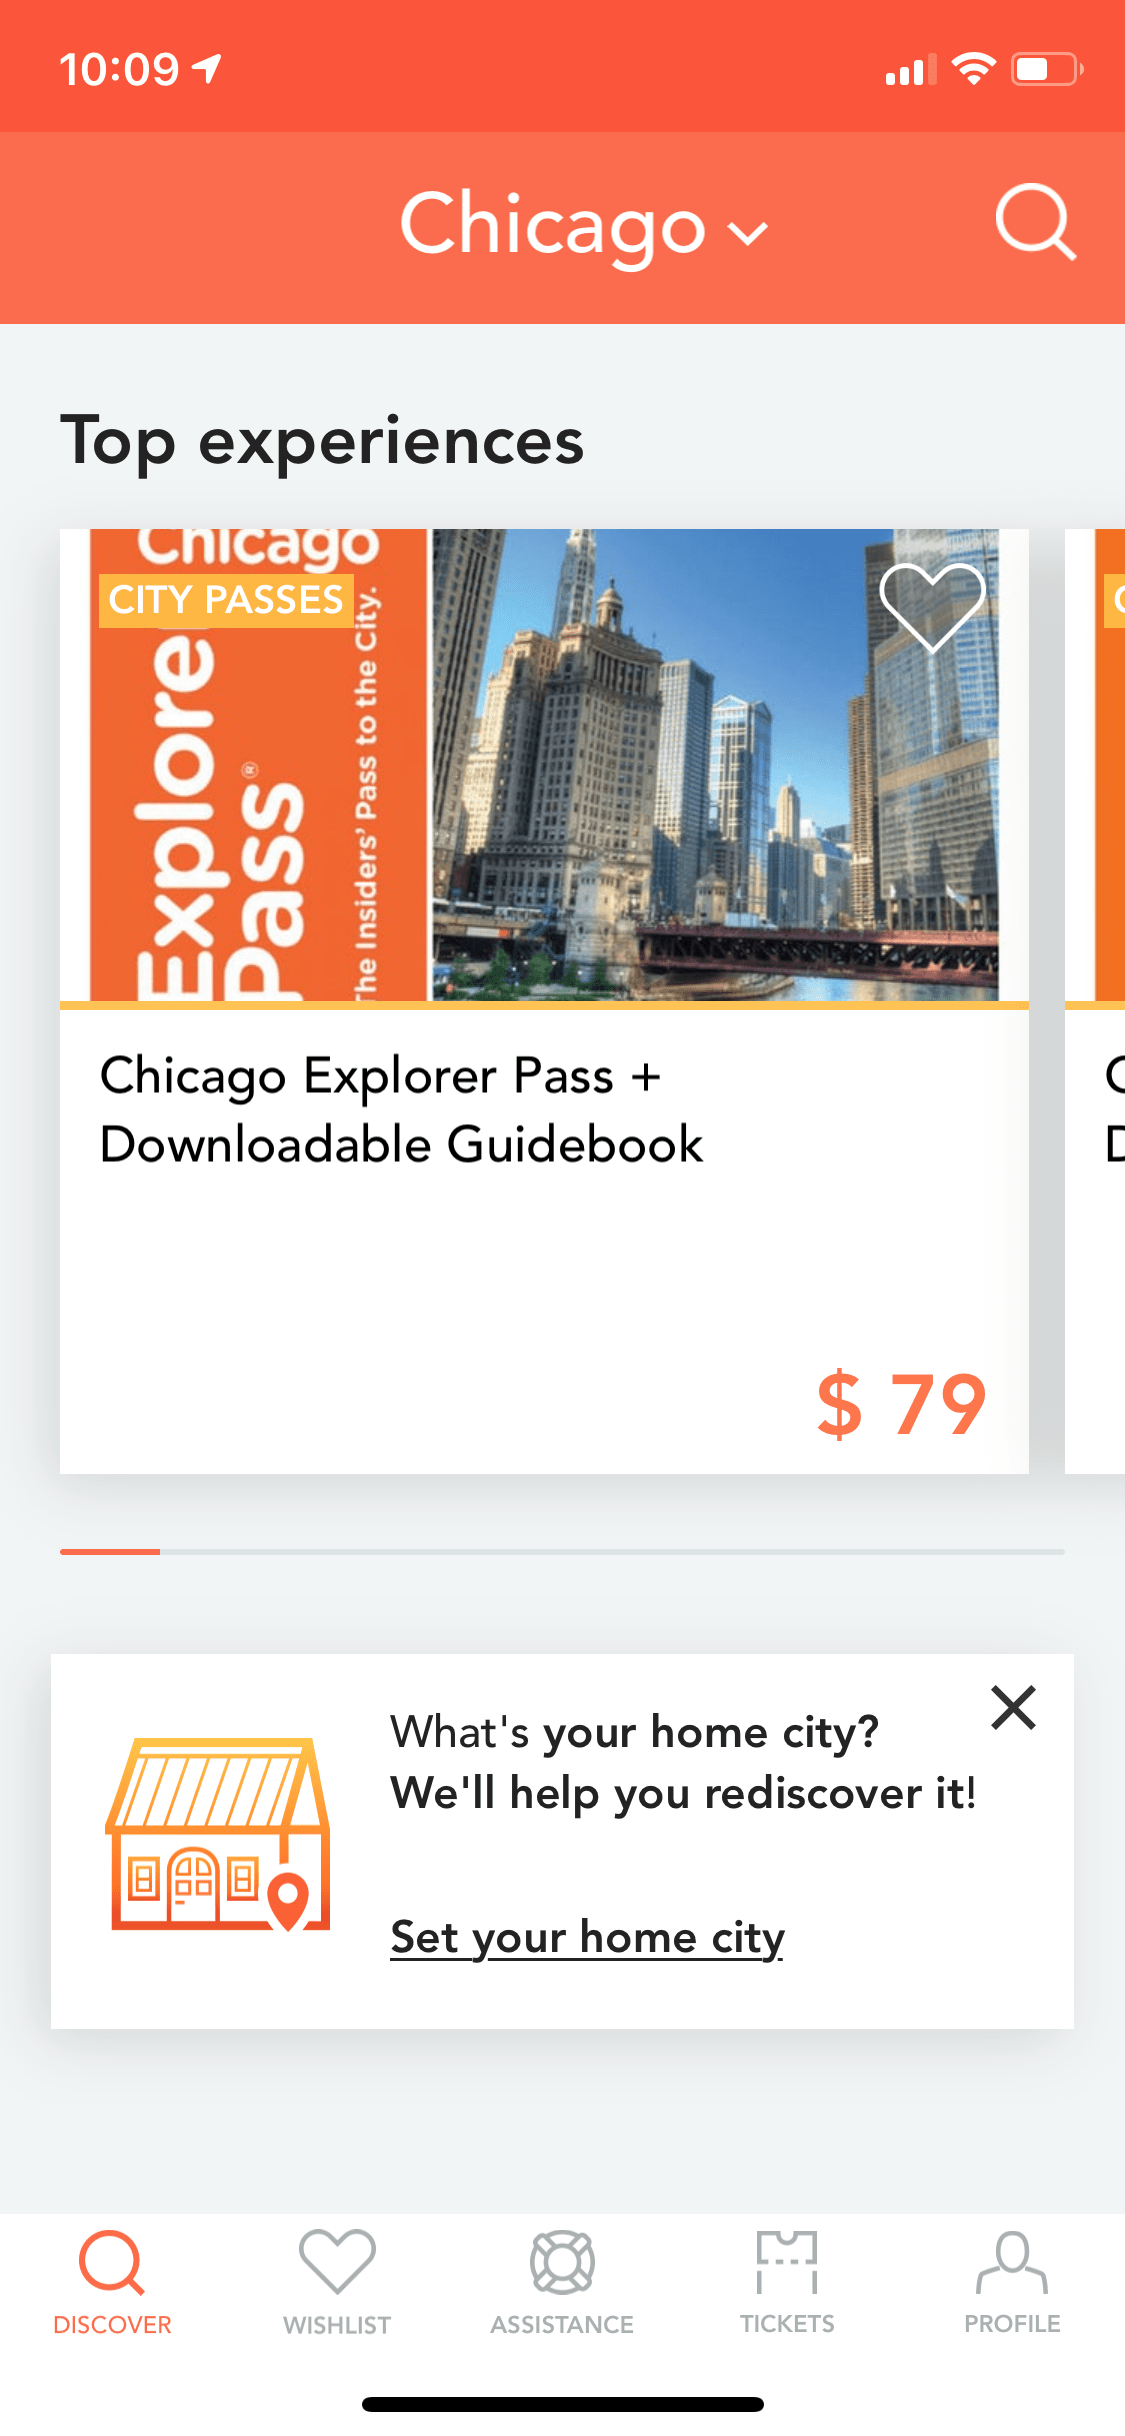 10:09
Chicago
Top experiences
Chicago
CITY PASSES
Explore
Pass®
The Insiders' Pass to the City.
Chicago Explorer Pass +
Downloadable Guidebook
$ 79
What's your home city?
We'll help you rediscover it!
Set your home city
DISCOVER
WISHLIST
ASSISTANCE
TICKETS
PROFILE